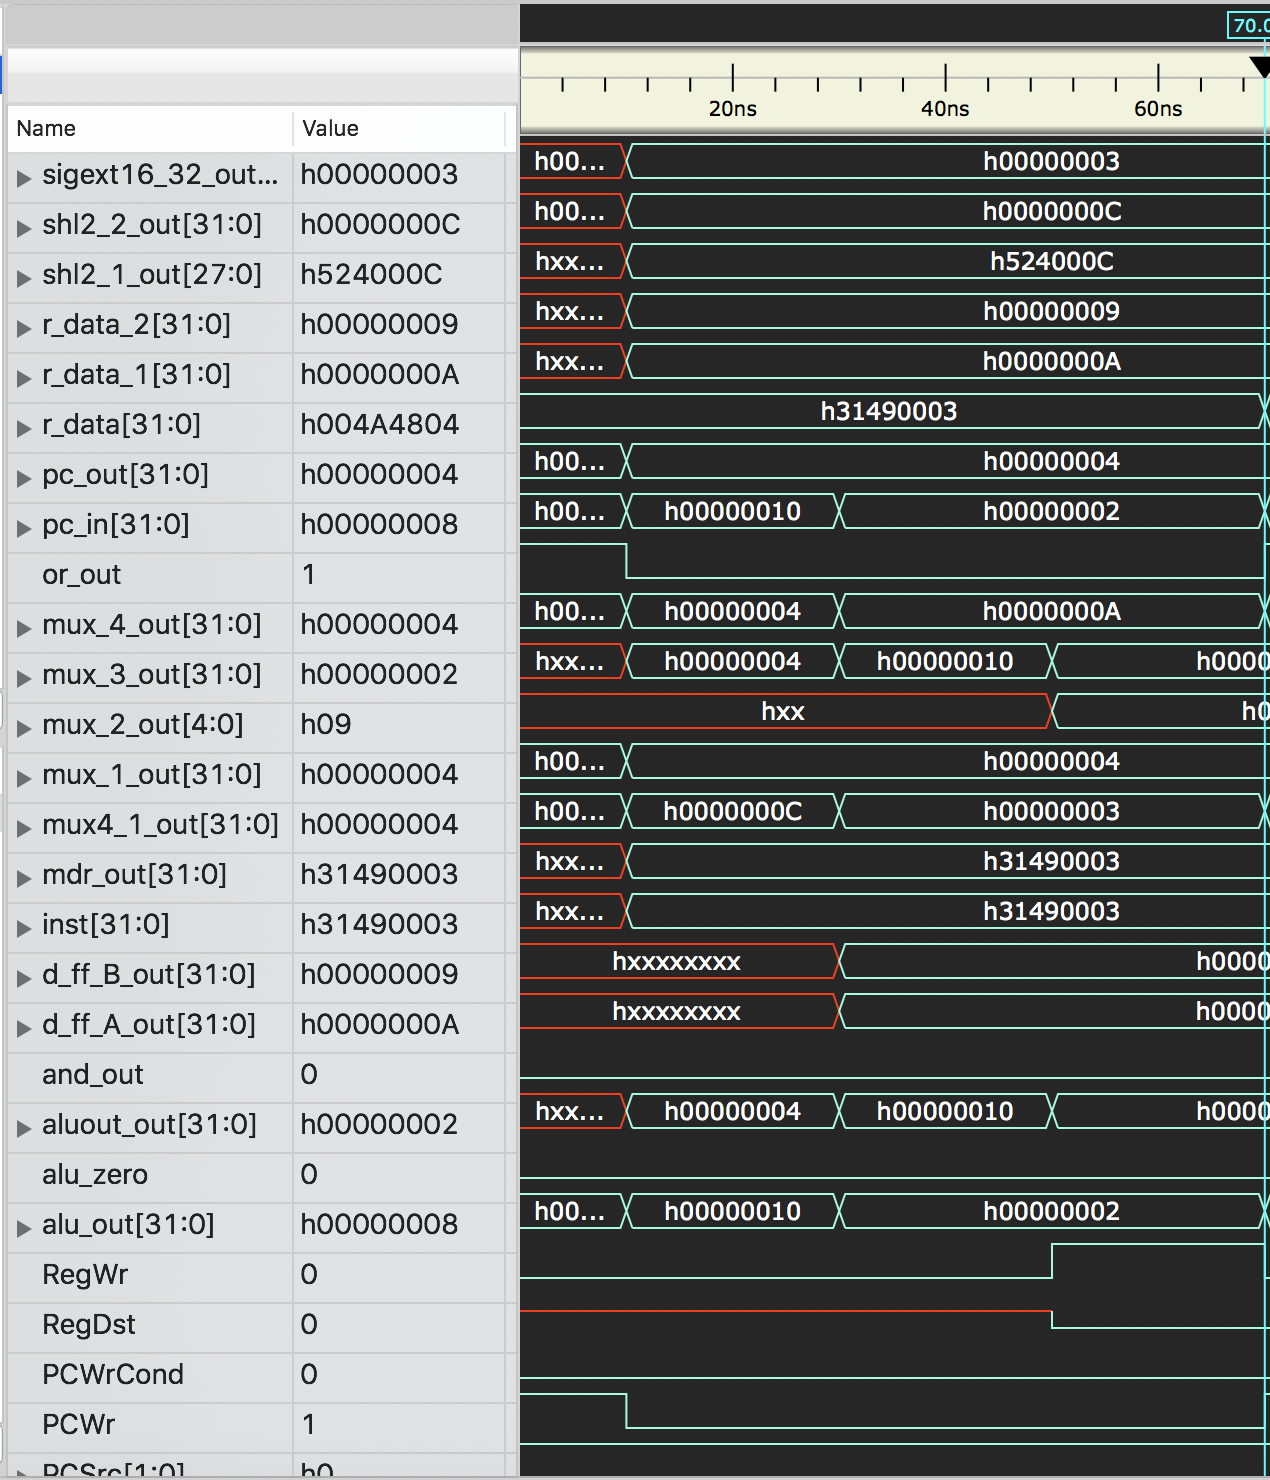 70.0
20ns 40ns 60ns
Name Value
sigext16_32_out... h00000003 h00... h00000003
shl2_2_out[31:0] h0000000C h00... h0000000C
shl2_1_out[27:0] h524000C hxx... h524000C
r_data_2[31:0] h00000009 hxx... h00000009
r_data_1[31:0] h0000000A hxx... h0000000A
r_data[31:0] h004A4804 h31490003
pc_out[31:0] h00000004 h00... h00000004
pc_in[31:0] h00000008 h00... h00000010 h00000002
or_out 1
mux_4_out[31:0] h00000004 h00... h00000004 h0000000A
mux_3_out[31:0] h00000002 hxx... h00000004 h00000010 h0000
mux_2_out[4:0] h09 hxx h0
mux_1_out[31:0] h00000004 h00... h00000004
mux4_1_out[31:0] h00000004 h00... h0000000C h00000003
mdr_out[31:0] h31490003 hxx... h31490003
inst[31:0] h31490003 hxx... h31490003
d_ff_B_out[31:0] h00000009 hxxxxxxxx h0000
d_ff_A_out[31:0] h0000000A hxxxxxxxx h0000
and_out 0
aluout_out[31:0] h00000002 hxx... h00000004 h00000010 h0000
alu_zero 0
alu_out[31:0] h00000008 h00... h00000010 h00000002
RegWr 0
RegDst 0
PCWrCond 0
PCWr 1
PCSrc[1:0] h0